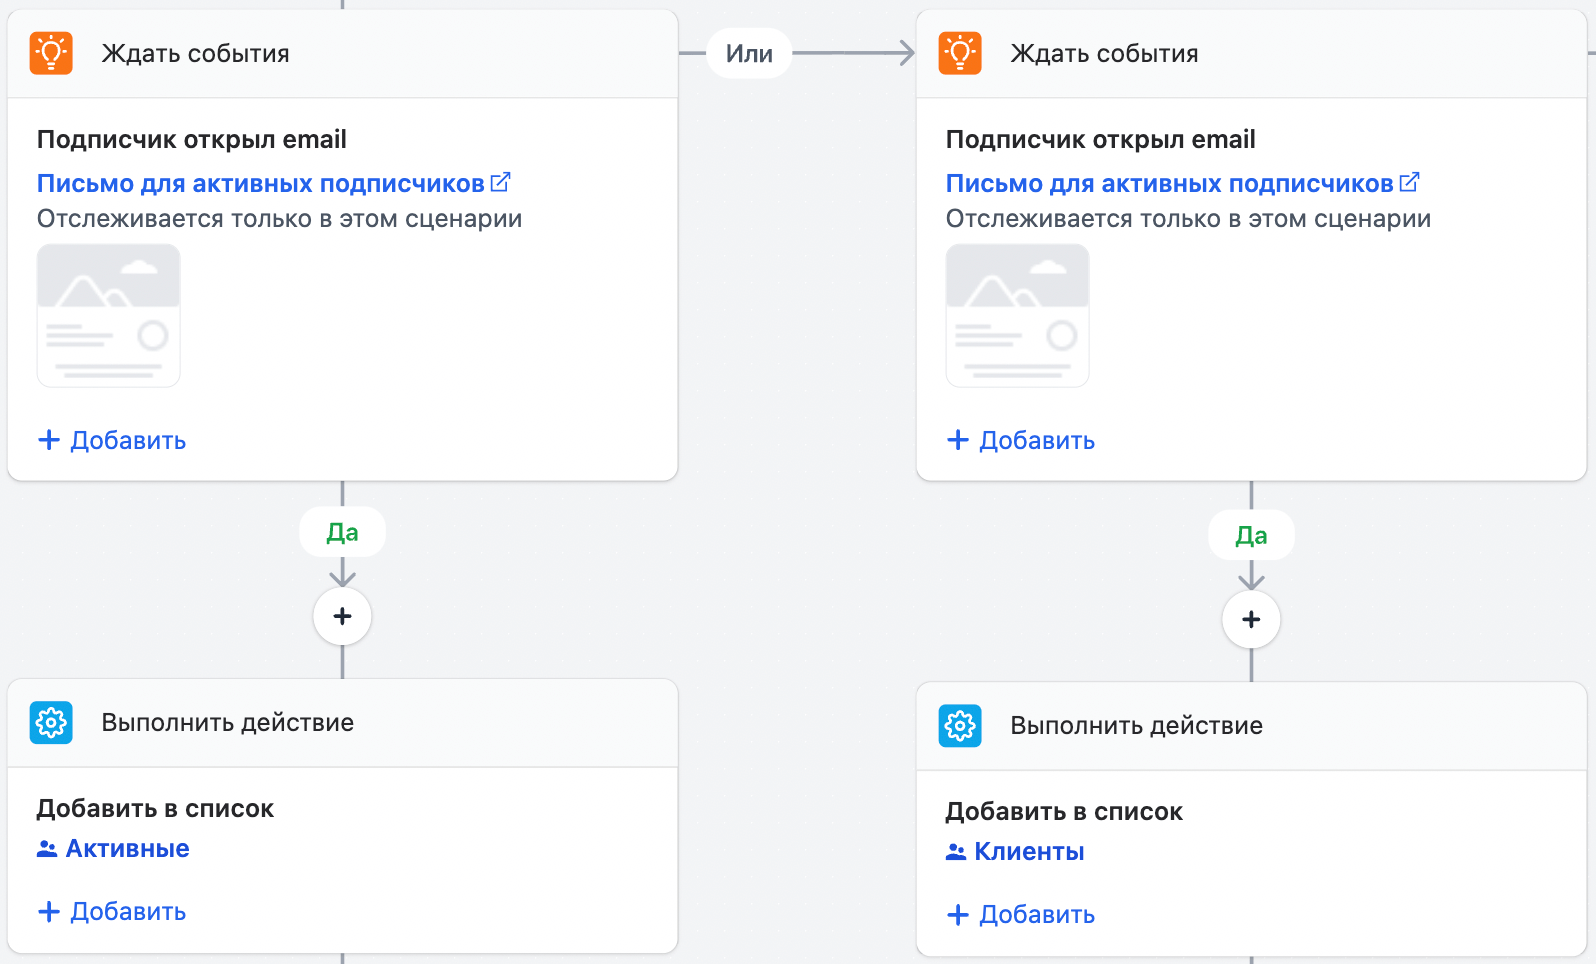 Ждать события
Подписчик открыл email
Письмо для активных подписчиков
Отслеживается только в этом сценарии
+ Добавить
Да
+
Выполнить действие
Добавить в список
Активные
+ Добавить
Или
Ждать события
Подписчик открыл email
Письмо для активных подписчиков
Отслеживается только в этом сценарии
+ Добавить
Да
+
Выполнить действие
Добавить в список
Клиенты
+ Добавить